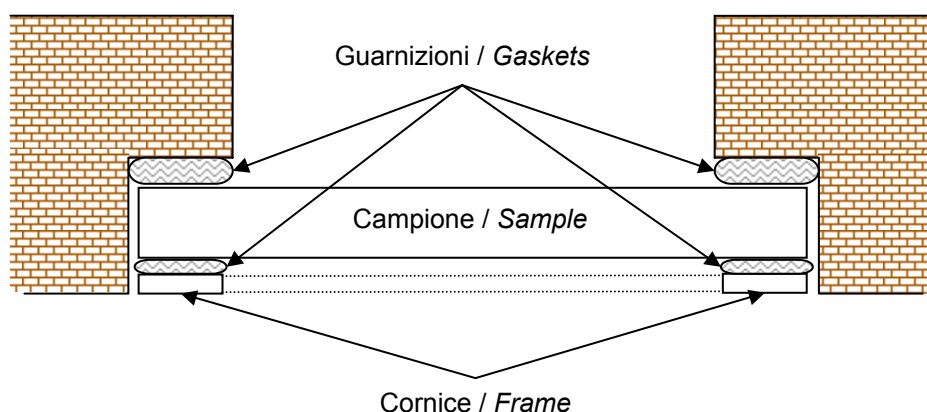 Guarnizioni / Gaskets
Campione / Sample
Cornice / Frame